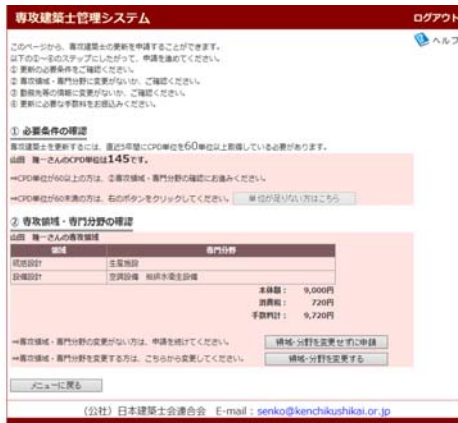 専攻建築士管理システム
ログアウト
ヘルプ
このページから、専攻建築士の更新を申請することができます。
以下の①～④のステップにしたがって、申請を進めてください。
① 更新の必要条件をご確認ください。
② 専攻領域・専門分野に変更がないか、ご確認ください。
③ 勤務先等の情報に変更がないか、ご確認ください。
④ 更新に必要な手数料をお振込みください。
① 必要条件の確認
専攻建築士を更新するには、直近5年間にCPD単位を60単位以上取得している必要があります。
山田 隆一さんのCPD単位は145です。
⇒CPD単位が60以上の方は、②専攻領域・専門分野の確認にお進みください。
⇒CPD単位が60未満の方は、右のボタンをクリックしてください。 単位が足りない方はこちら
② 専攻領域・専門分野の確認
山田 隆一さんの専攻領域
領域 専門分野
統括設計 生産施設
設備設計 空調設備 給排水衛生設備
本体額： 9,000円
消費税： 720円
手数料計： 9,720円
⇒専攻領域・専門分野の変更がない方は、申請を続けてください。 領域・分野を変更せずに申請
⇒専攻領域・専門分野を変更する方は、こちらから変更してください。 領域・分野を変更する
メニューに戻る
（公社）日本建築士会連合会 E-mail：senko@kenchikushikai.or.jp